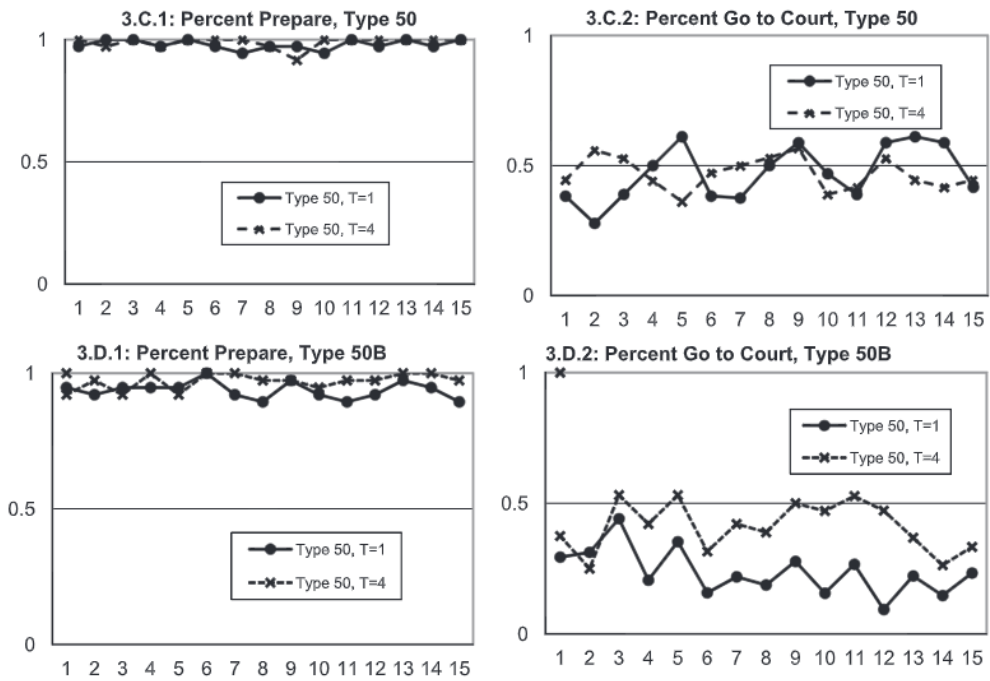 3.C.1: Percent Prepare, Type 50
1
0.5
0
Type 50, T=1
Type 50, T=4
1 2 3 4 5 6 7 8 9 10 11 12 13 14 15
3.C.2: Percent Go to Court, Type 50
1
0.5
0
Type 50, T=1
Type 50, T=4
1 2 3 4 5 6 7 8 9 10 11 12 13 14 15
3.D.1: Percent Prepare, Type 50B
1
0.5
0
Type 50, T=1
Type 50, T=4
1 2 3 4 5 6 7 8 9 10 11 12 13 14 15
3.D.2: Percent Go to Court, Type 50B
1
0.5
0
Type 50, T=1
Type 50, T=4
1 2 3 4 5 6 7 8 9 10 11 12 13 14 15